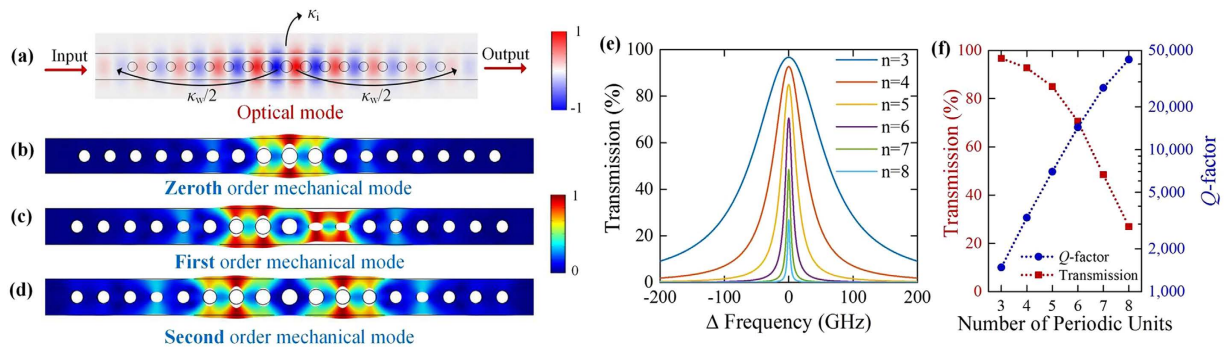 (a)
Input
κi
Output
κw/2
κw/2
Optical mode
1
-1
(b)
Zeroth order mechanical mode
(c)
First order mechanical mode
1
0
(d)
Second order mechanical mode
(e)
Transmission (%)
100
80
60
40
20
0
n=3
n=4
n=5
n=6
n=7
n=8
-200
-100
0
100
200
Δ Frequency (GHz)
(f)
Transmission (%)
100
80
60
40
20
0
Q-factor
Transmission
3 4 5 6 7 8
Number of Periodic Units
50,000
20,000
10,000
5,000
2,000
1,000
Q-factor